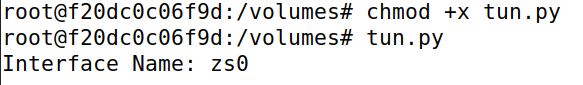 root@f20dc0c06f9d:/volumes# chmod +x tun.py
root@f20dc0c06f9d:/volumes# tun.py
Interface Name: zs0